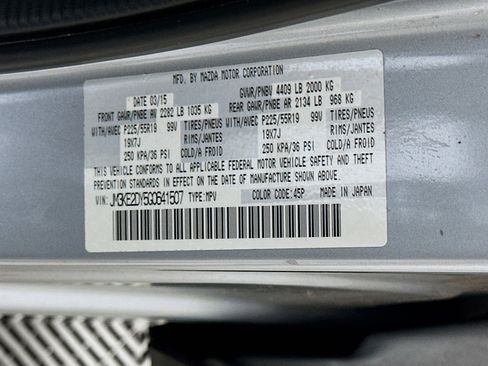 MFD. BY MAZDA MOTOR CORPORATION
DATE 03/15 GVWR/PNBV 4409 LB 2000 KG
FRONT GAWR/PNBE AV 2282 LB 1035 KG REAR GAWR/PNBE AR 2134 LB 968 KG
WITH/AVEC P225/55R19 99V TIRES/PNEUS WITH/AVEC P225/55R19 99V TIRES/PNEUS
19X7J RIMS/JANTES 19X7J RIMS/JANTES
250 KPA/36 PSI COLD/A FROID 250 KPA/36 PSI COLD/A FROID
THIS VEHICLE CONFORMS TO ALL APPLICABLE FEDERAL MOTOR VEHICLE SAFETY, BUMPER,
AND THEFT PREVENTION STANDARDS IN EFFECT ON THE DATE OF MANUFACTURE SHOWN ABOVE.
VIN: JM3KE2DY5G0641507 TYPE:MPV COLOR CODE: 45P MADE IN JAPAN